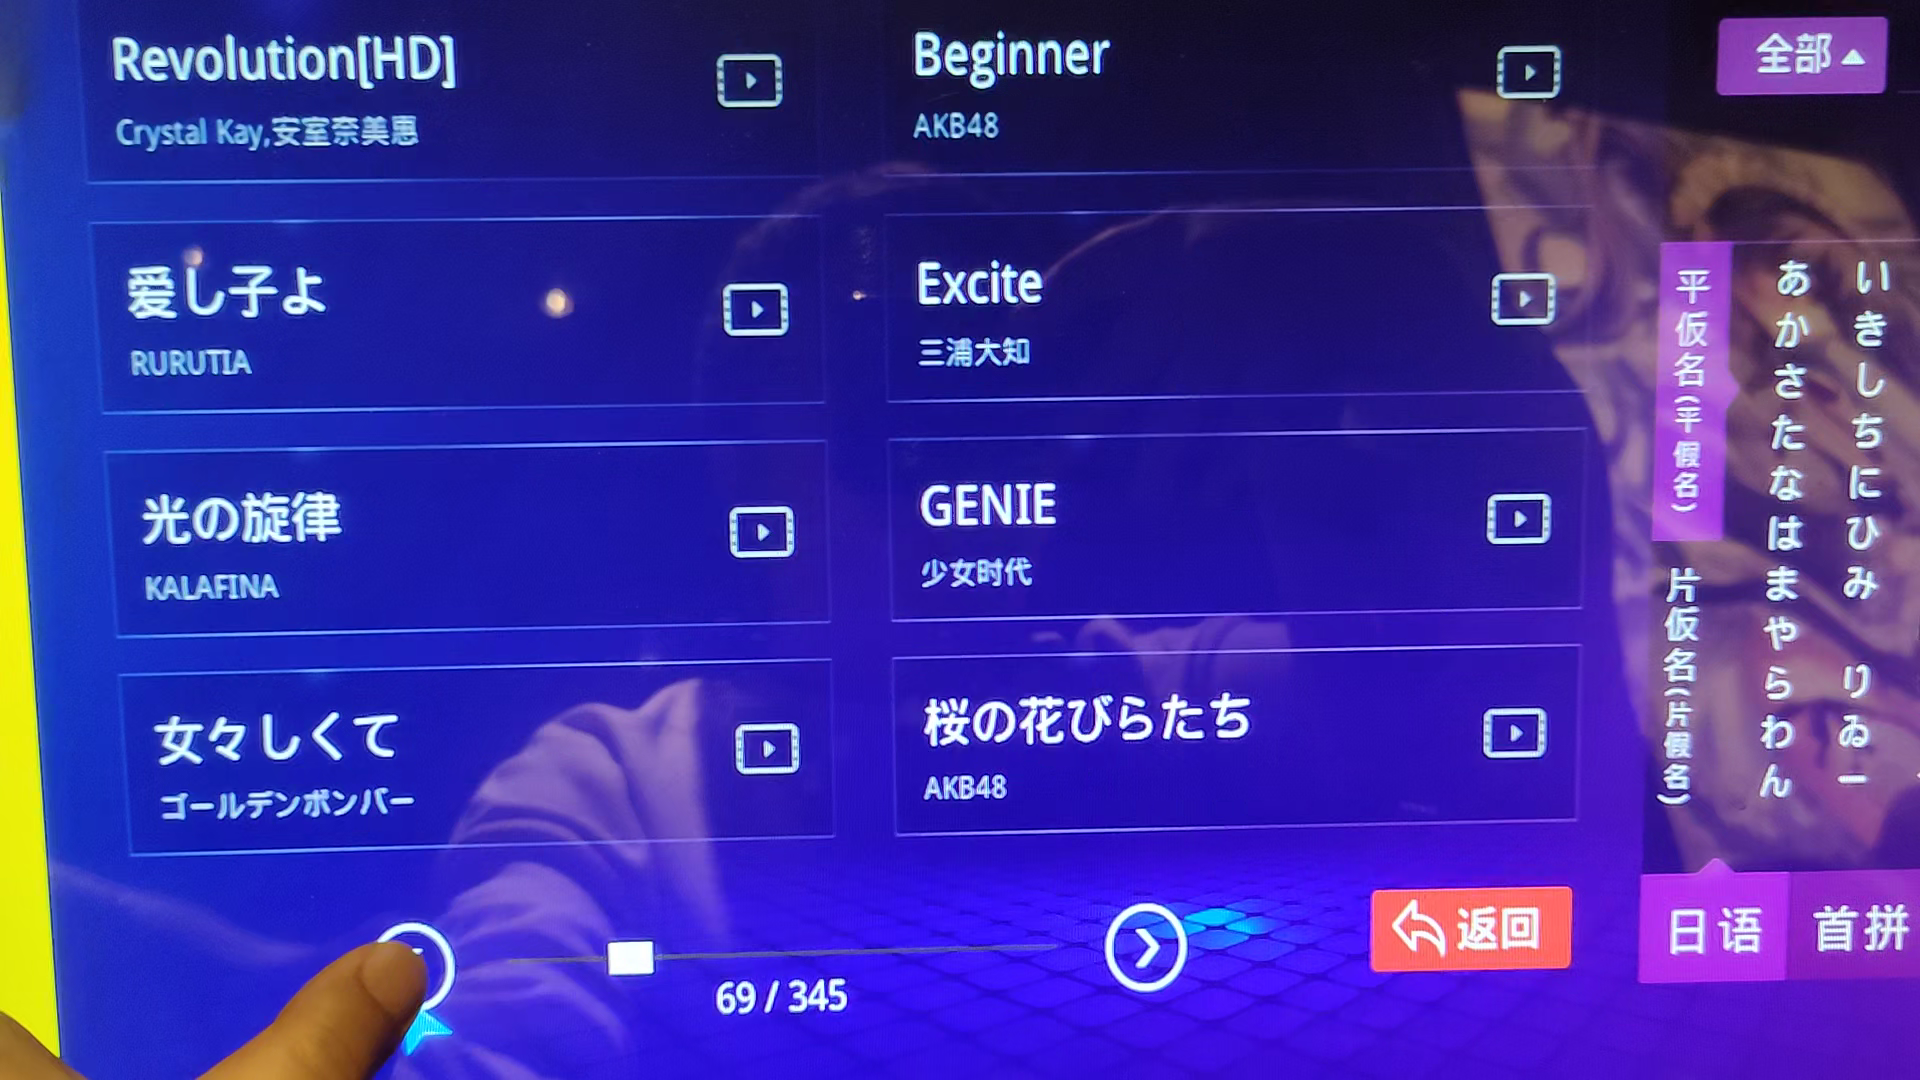 Revolution[HD]
Crystal Kay,安室奈美惠
Beginner
AKB48
愛し子よ
RURUTIA
Excite
三浦大知
光の旋律
KALAFINA
GENIE
少女时代
女々しくて
ゴールデンボンバー
桜の花びらたち
AKB48
69 / 345
返回
全部
平仮名(平假名)
片仮名(片假名)
あかさたなはまやらわん
いきしちにひみ りゐー
日语
首拼